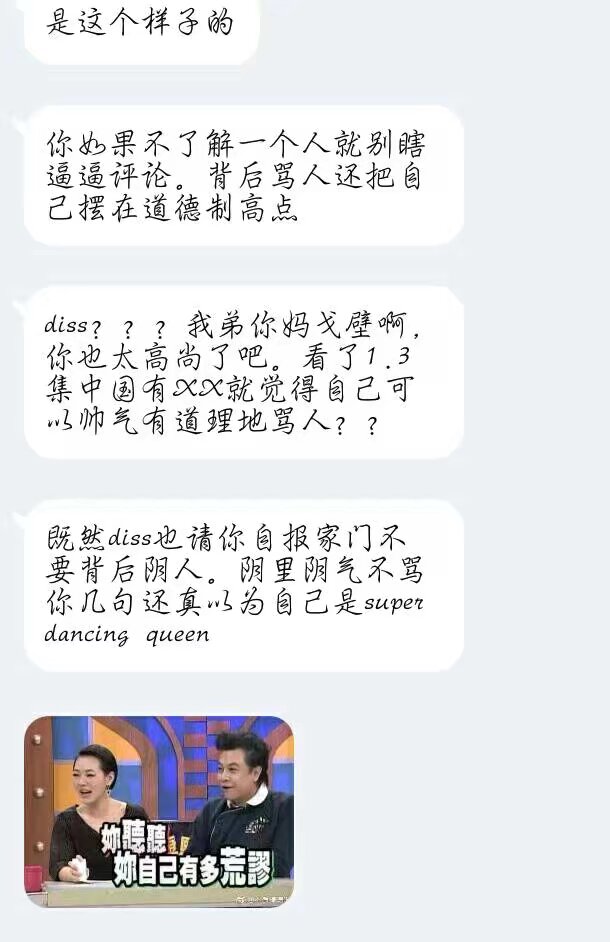 是这个样子的
你如果不了解一个人就别瞎
逼逼评论。背后骂人还把自
己摆在道德制高点
diss？？？我弟你妈戈壁啊，
你也太高尚了吧。看了1.3
集中国有XX就觉得自己可
以帅气有道理地骂人？？
既然diss也请你自报家门不
要背后阴人。阴里阴气不骂
你几句还真以为自己是super
dancing queen
妳聽聽
妳自己有多荒謬